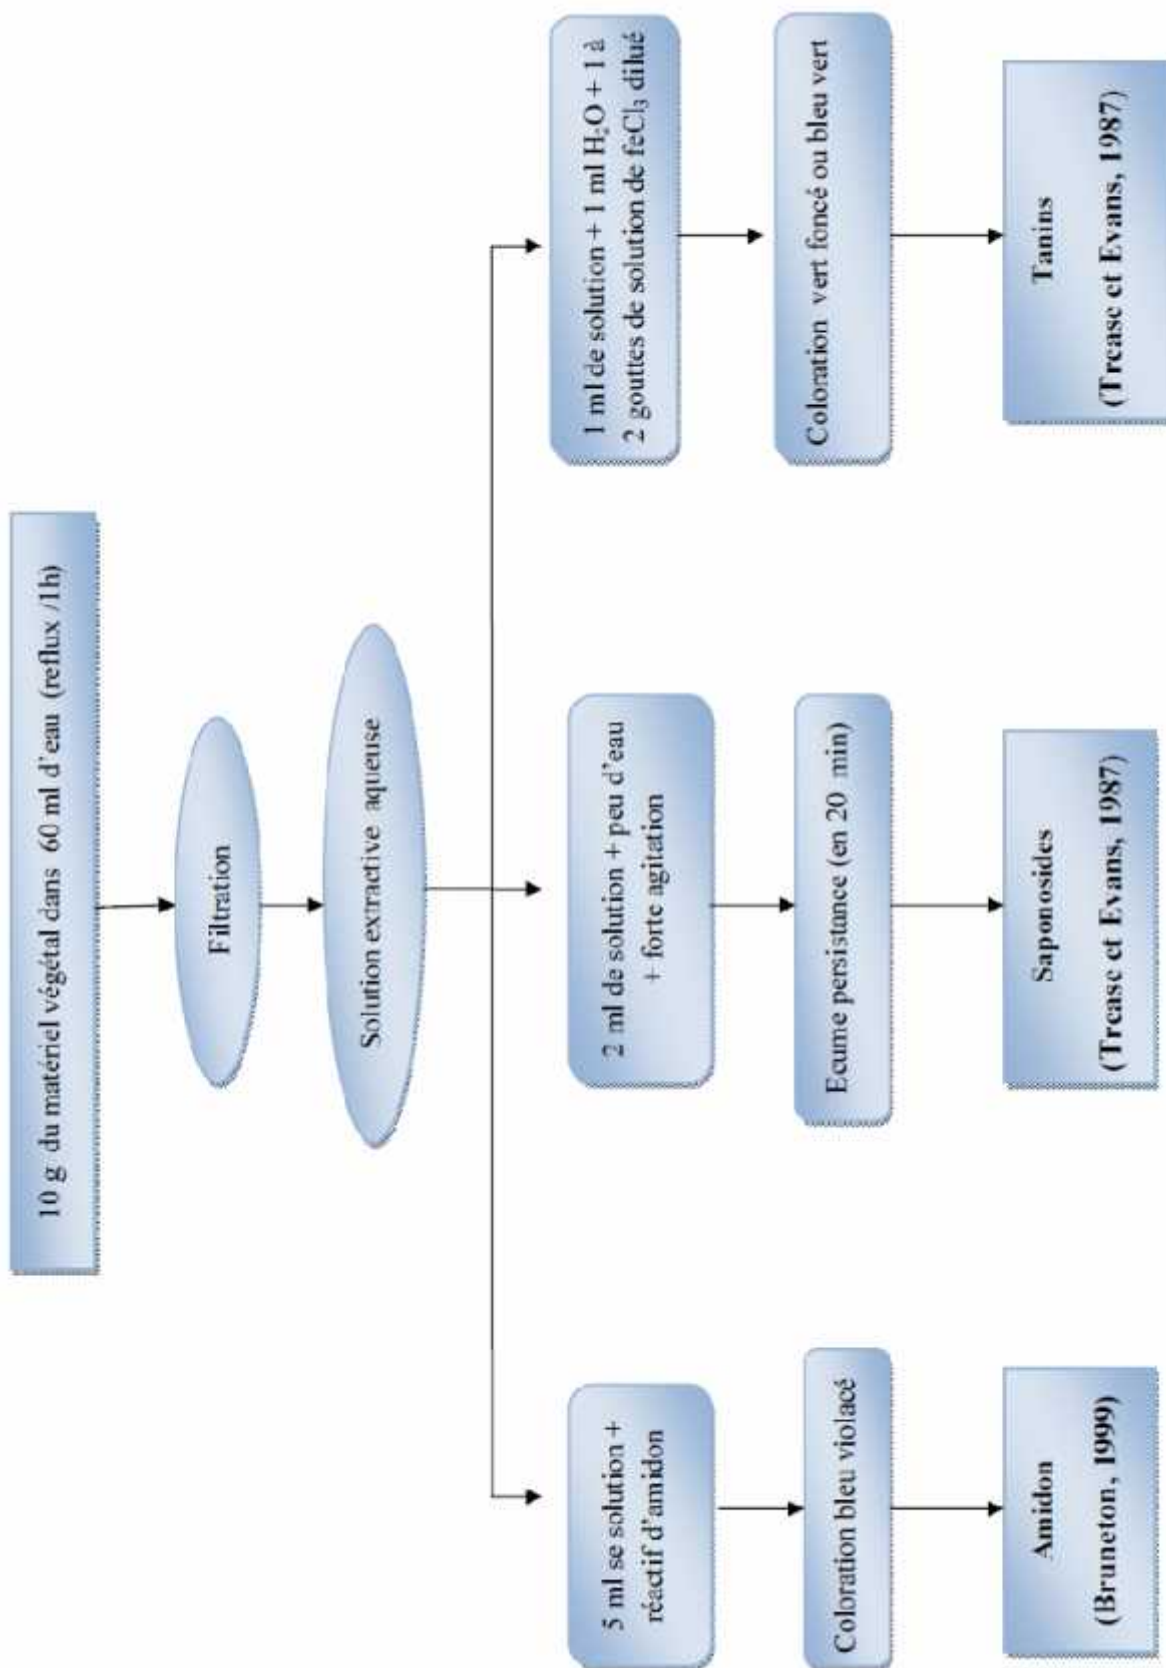 10 g du matériel végétal dans 60 ml d'eau (reflux /1h)
Filtration
Solution extractive aqueuse
5 ml se solution +
réactif d'amidon
Coloration bleu violacé
Amidon
(Bruneton, 1999)
2 ml de solution + peu d'eau
+ forte agitation
Ecume persistance (en 20 min)
Saponosides
(Trease et Evans, 1987)
1 ml de solution + 1 ml H₂O + 1 à
2 gouttes de solution de feCl₃ dilué
Coloration vert foncé ou bleu vert
Tanins
(Trease et Evans, 1987)